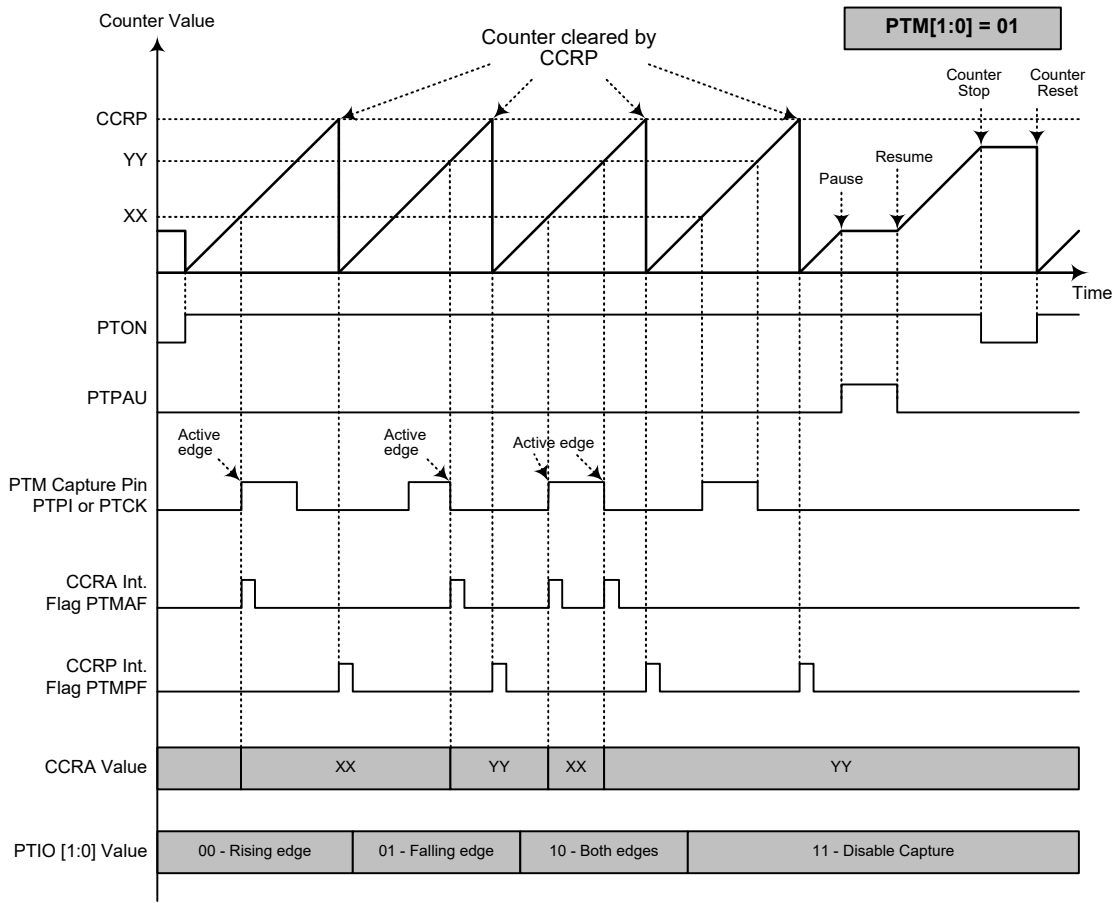 Counter Value
PTM[1:0] = 01
Counter cleared by
CCRP
Counter
Stop
Counter
Reset
CCRP
YY
Resume
Pause
XX
Time
PTON
PTPAU
Active
edge
Active
edge
Active edge
PTM Capture Pin
PTPI or PTCK
CCRA Int.
Flag PTMAF
CCRP Int.
Flag PTMPF
CCRA Value
XX
YY
XX
YY
PTIO [1:0] Value
00 - Rising edge
01 - Falling edge
10 - Both edges
11 - Disable Capture